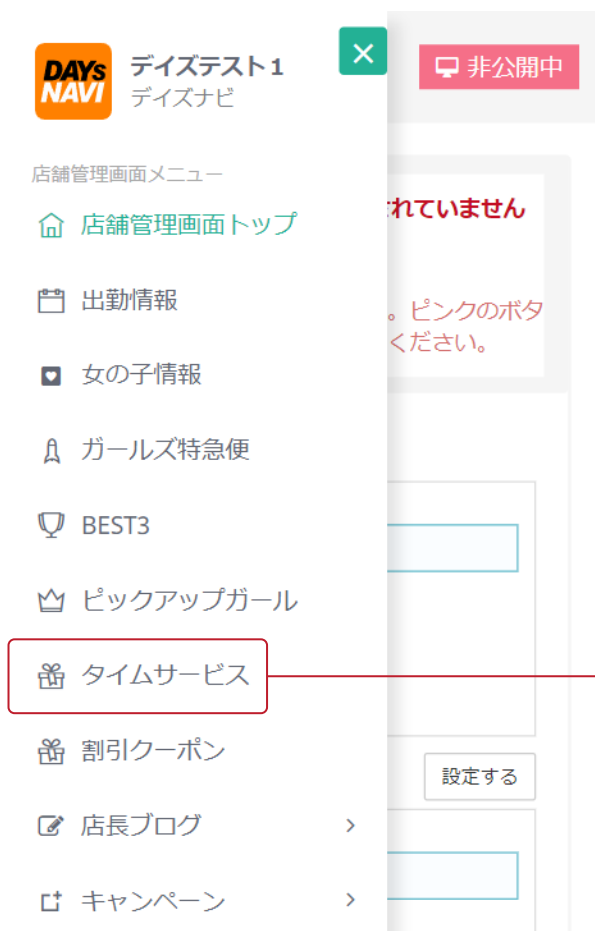 DAYs
NAVI
デイズテスト1
デイズナビ
非公開中
店舗管理画面メニュー
れていません
店舗管理画面トップ
出勤情報
。ピンクのボタ
ください。
女の子情報
ガールズ特急便
BEST3
ピックアップガール
タイムサービス
割引クーポン
設定する
店長ブログ
キャンペーン